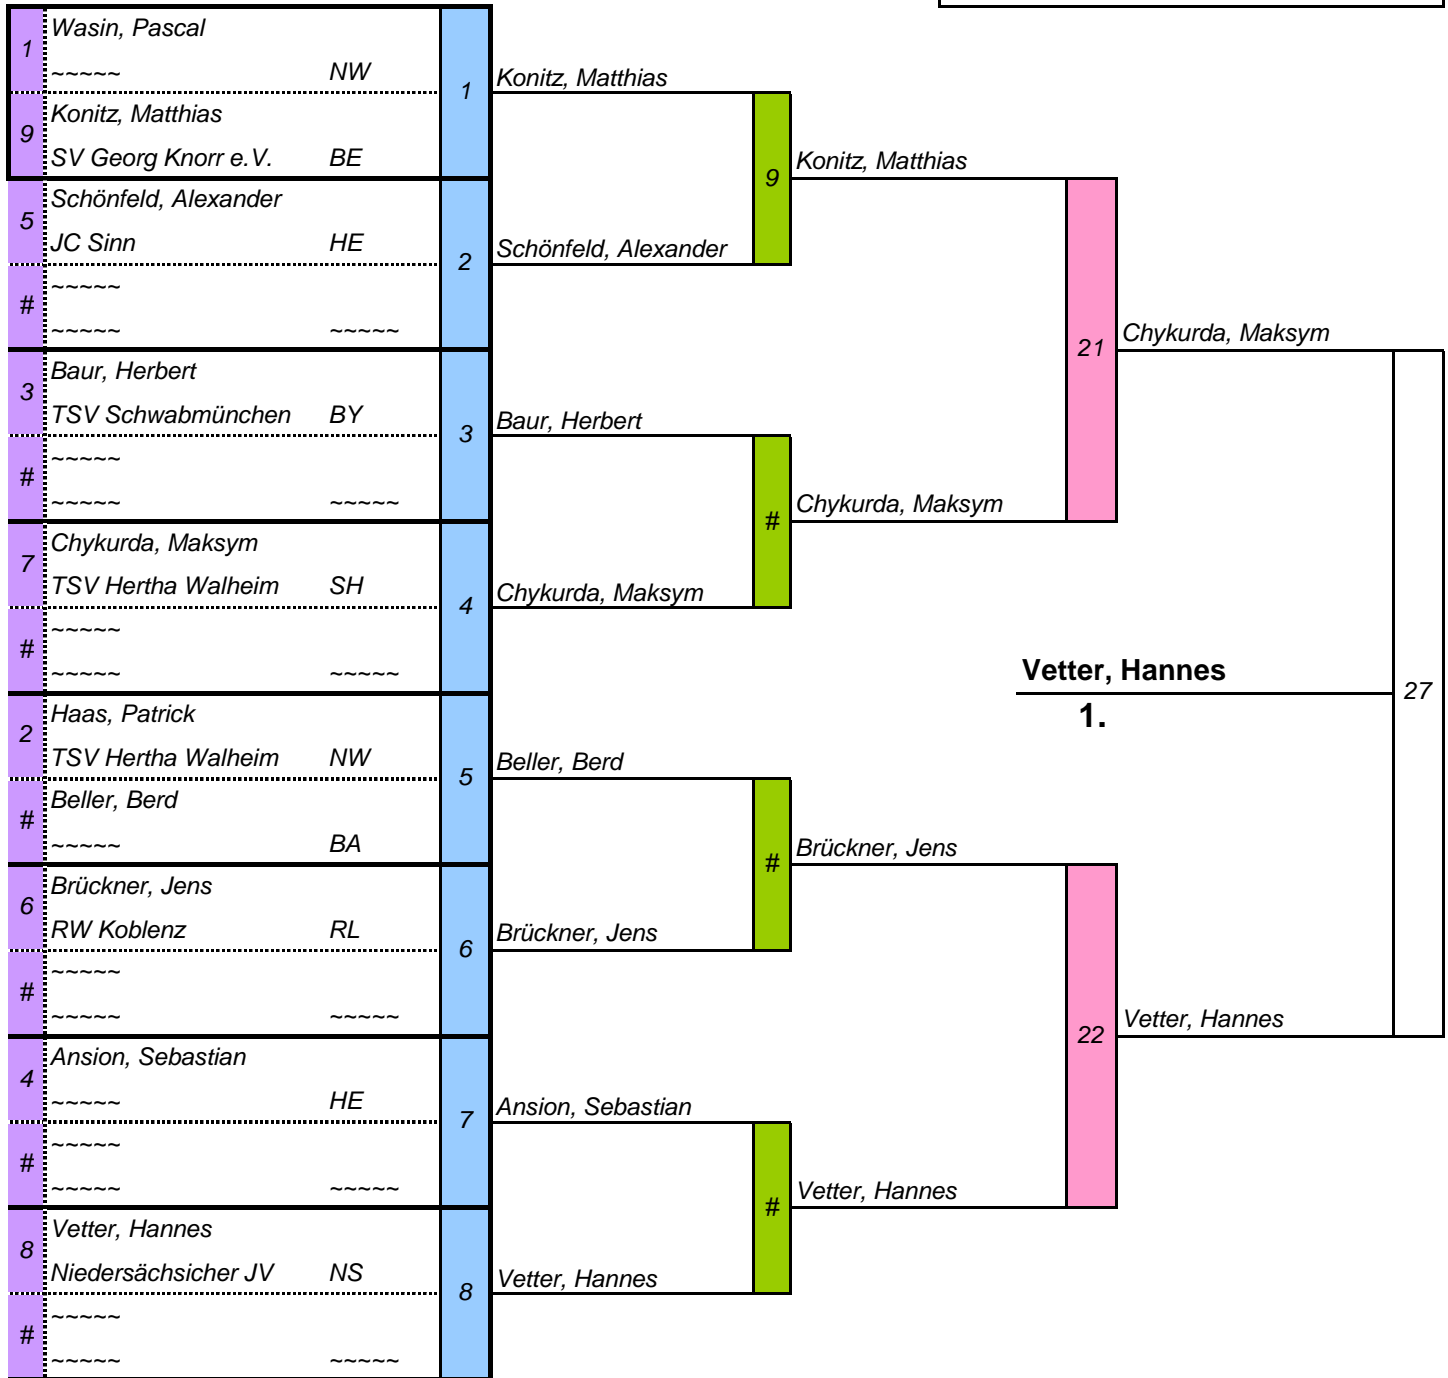 Wasin, Pascal
1
~~~~~ NW
1
Konitz, Matthias
Konitz, Matthias
9
SV Georg Knorr e.V. BE
9
Konitz, Matthias
Schönfeld, Alexander
5
JC Sinn HE
2
Schönfeld, Alexander
~~~~~
#
~~~~~ ~~~~~
21
Chykurda, Maksym
Baur, Herbert
3
TSV Schwabmünchen BY
3
Baur, Herbert
~~~~~
#
~~~~~ ~~~~~
#
Chykurda, Maksym
Chykurda, Maksym
7
TSV Hertha Walheim SH
4
Chykurda, Maksym
~~~~~
#
~~~~~ ~~~~~
Vetter, Hannes
27
1.
Haas, Patrick
2
TSV Hertha Walheim NW
5
Beller, Berd
Beller, Berd
#
~~~~~ BA
#
Brückner, Jens
Brückner, Jens
6
RW Koblenz RL
6
Brückner, Jens
~~~~~
#
~~~~~ ~~~~~
22
Vetter, Hannes
Ansion, Sebastian
4
~~~~~ HE
7
Ansion, Sebastian
~~~~~
#
~~~~~ ~~~~~
#
Vetter, Hannes
Vetter, Hannes
8
Niedersächsicher JV NS
8
Vetter, Hannes
~~~~~
#
~~~~~ ~~~~~